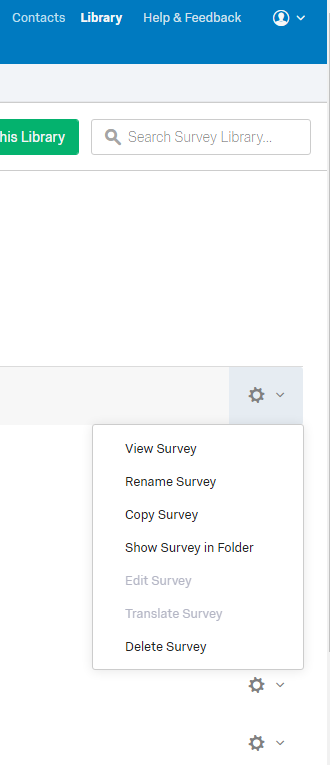 Contacts Library Help & Feedback
his Library Search Survey Library...
View Survey
Rename Survey
Copy Survey
Show Survey in Folder
Edit Survey
Translate Survey
Delete Survey